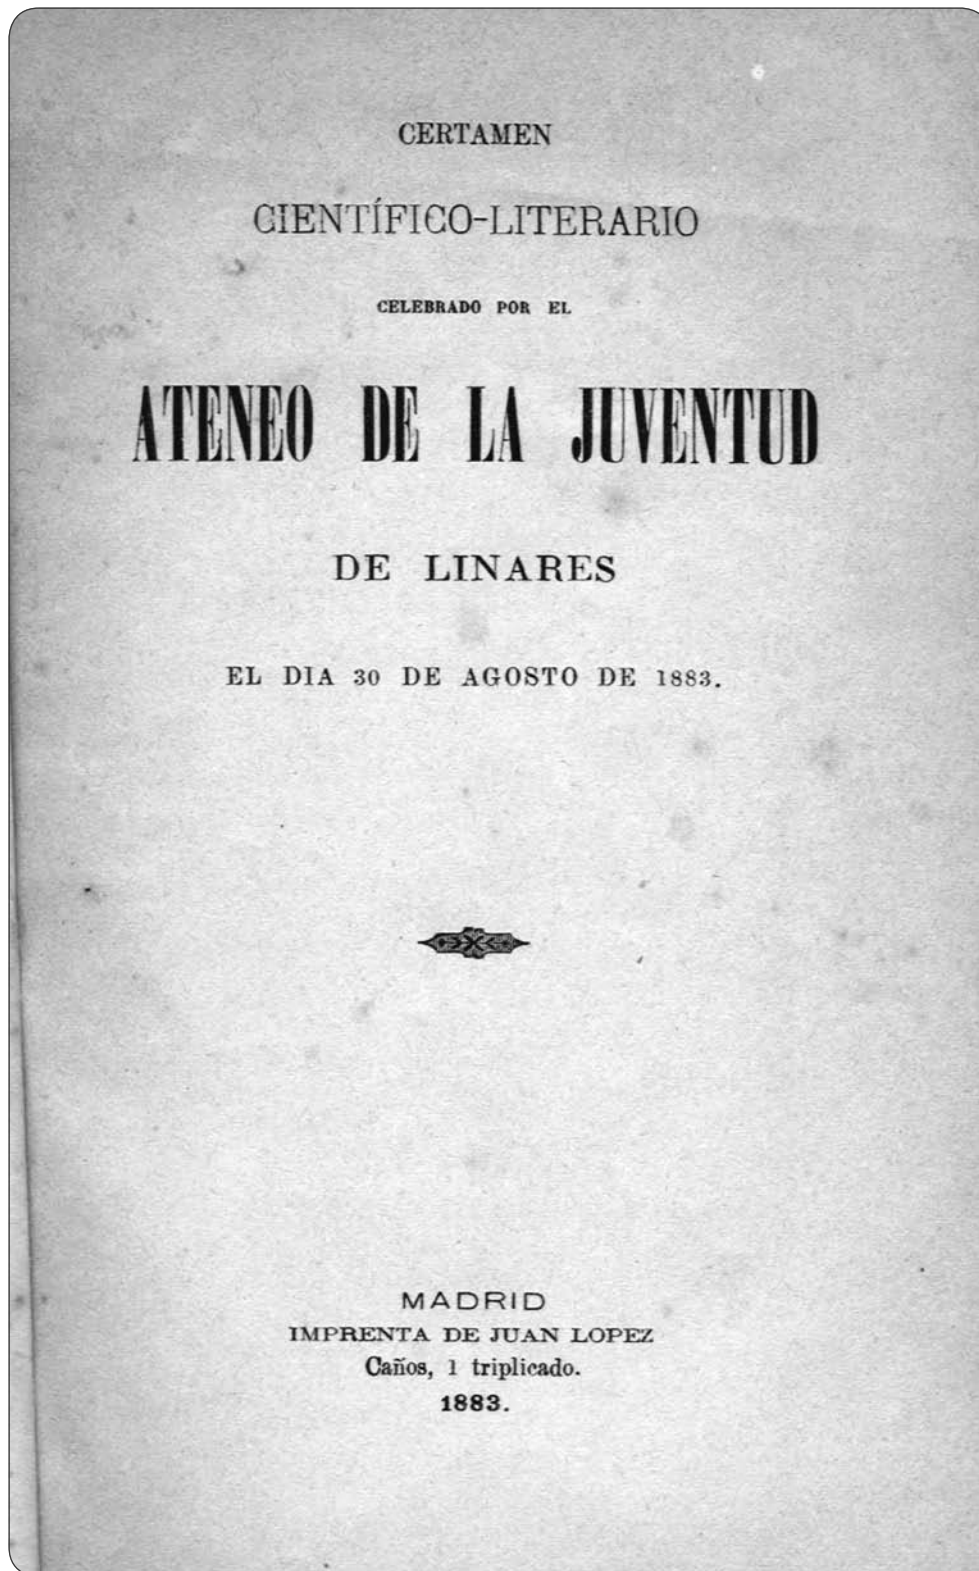 CERTAMEN
CIENTÍFICO-LITERARIO
CELEBRADO POR EL
ATENEO DE LA JUVENTUD
DE LINARES
EL DIA 30 DE AGOSTO DE 1883.
MADRID
IMPRENTA DE JUAN LOPEZ
Caños, 1 triplicado.
1883.